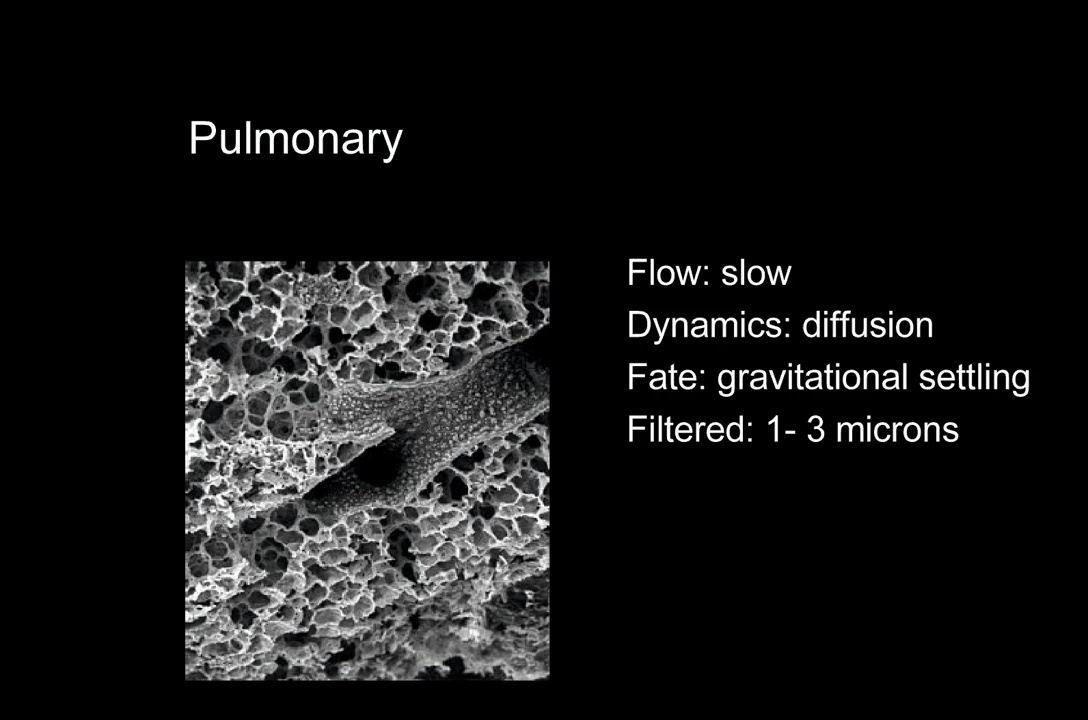 Pulmonary
Flow: slow
Dynamics: diffusion
Fate: gravitational settling
Filtered: 1- 3 microns